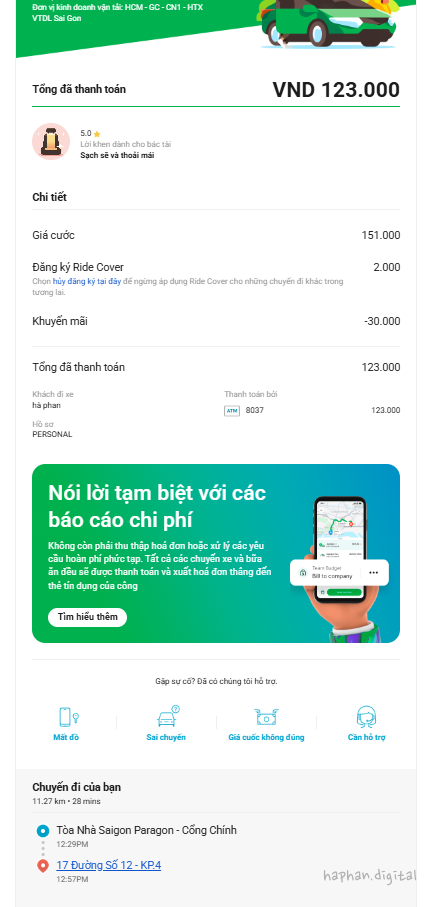 Đơn vị kinh doanh vận tải: HCM - GC - CN1 - HTX
VTDL Sai Gon
Tổng đã thanh toán
VND 123.000
5.0
Lời khen dành cho bác tài
Sạch sẽ và thoải mái
Chi tiết
Giá cước 151.000
Đăng ký Ride Cover 2.000
Chọn hủy đăng ký tại đây để ngừng áp dụng Ride Cover cho những chuyến đi khác trong
tương lai.
Khuyến mãi -30.000
Tổng đã thanh toán 123.000
Khách đi xe
hà phan
Hồ sơ
PERSONAL
Thanh toán bởi
ATM 8037 123.000
Nói lời tạm biệt với các
báo cáo chi phí
Không còn phải thu thập hoá đơn hoặc xử lý các yêu
cầu hoàn phí phức tạp. Tất cả các chuyến xe và bữa
ăn đều sẽ được thanh toán và xuất hoá đơn thẳng đến
thẻ tín dụng của công
Tìm hiểu thêm
Team Budget
Bill to company
Gặp sự cố? Đã có chúng tôi hỗ trợ.
Mất đồ
Sai chuyến
Giá cuốc không đúng
Cần hỗ trợ
Chuyến đi của bạn
11.27 km • 28 mins
Tòa Nhà Saigon Paragon - Cổng Chính
12:29PM
17 Đường Số 12 - KP.4
12:57PM
haphan.digital